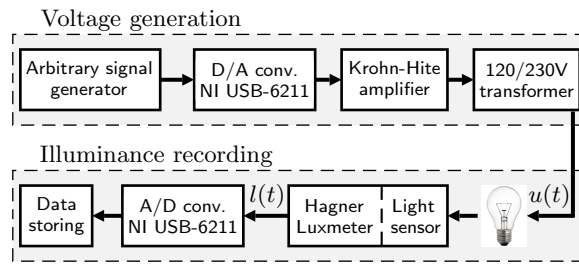 Voltage generation
Arbitrary signal
generator
D/A conv.
NI USB-6211
Krohn-Hite
amplifier
120/230V
transformer
Illuminance recording
Data
storing
A/D conv.
NI USB-6211
l(t)
Hagner
Luxmeter
Light
sensor
u(t)